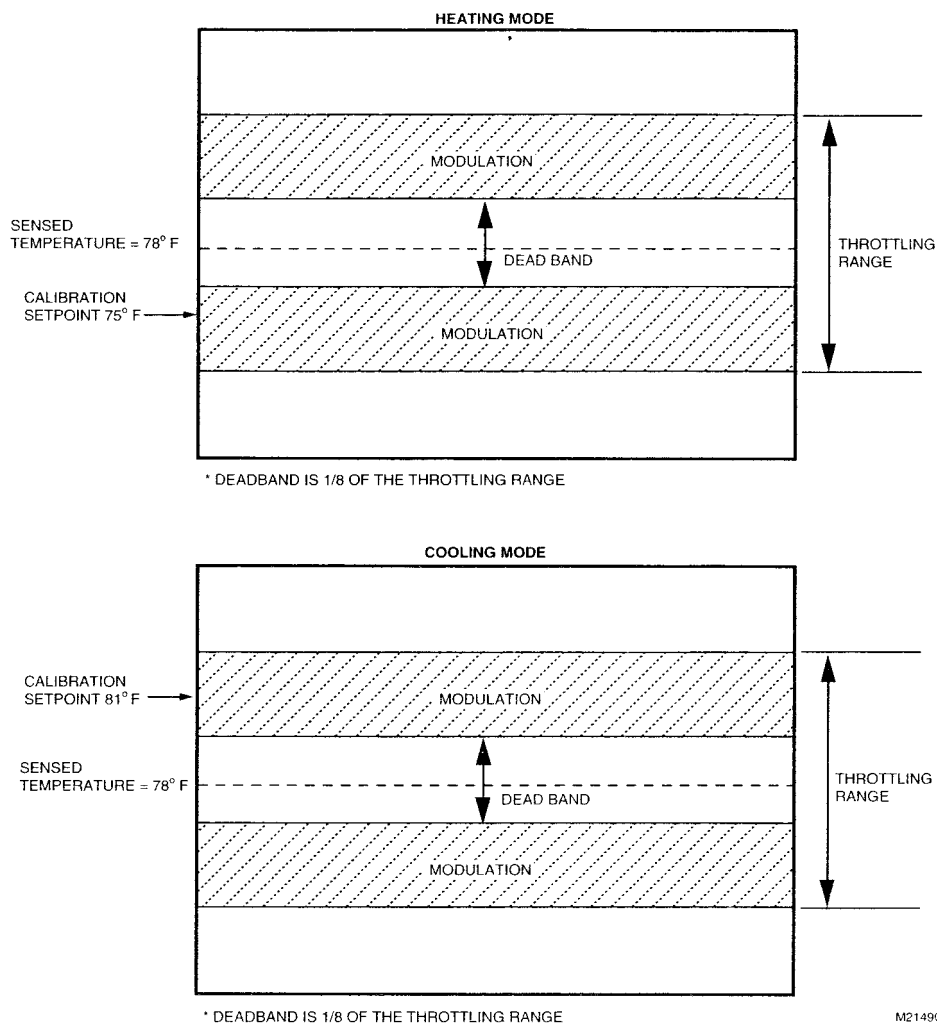 HEATING MODE
MODULATION
SENSED
TEMPERATURE = 78° F
DEAD BAND
THROTTLING
RANGE
CALIBRATION
SETPOINT 75° F
MODULATION
* DEADBAND IS 1/8 OF THE THROTTLING RANGE
COOLING MODE
CALIBRATION
SETPOINT 81° F
MODULATION
SENSED
TEMPERATURE = 78° F
DEAD BAND
THROTTLING
RANGE
MODULATION
* DEADBAND IS 1/8 OF THE THROTTLING RANGE